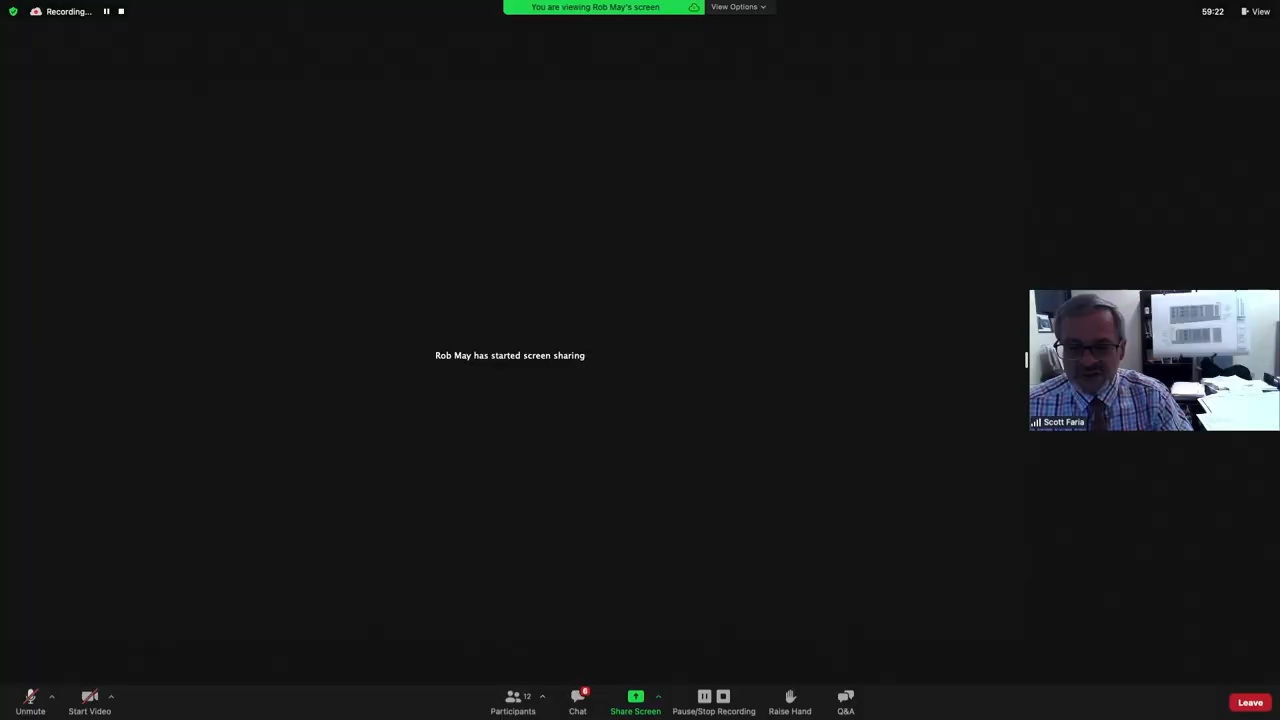 Recording...
You are viewing Rob May's screen
View Options
59:22
View
Rob May has started screen sharing
Scott Faria
Unmute
Start Video
Participants
12
Chat
6
Share Screen
Pause/Stop Recording
Raise Hand
Q&A
Leave